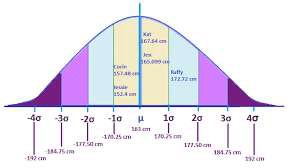 Kat
167.64 cm
Jen
165.099 cm
Corin
157.48 cm
Jessie
152.4 cm
Raffy
172.72 cm
-4σ -3σ -2σ -1σ μ 1σ 2σ 3σ 4σ
163 cm
-170.25 cm 170.25 cm
-177.50 cm 177.50 cm
-184.75 cm 184.75 cm
-192 cm 192 cm